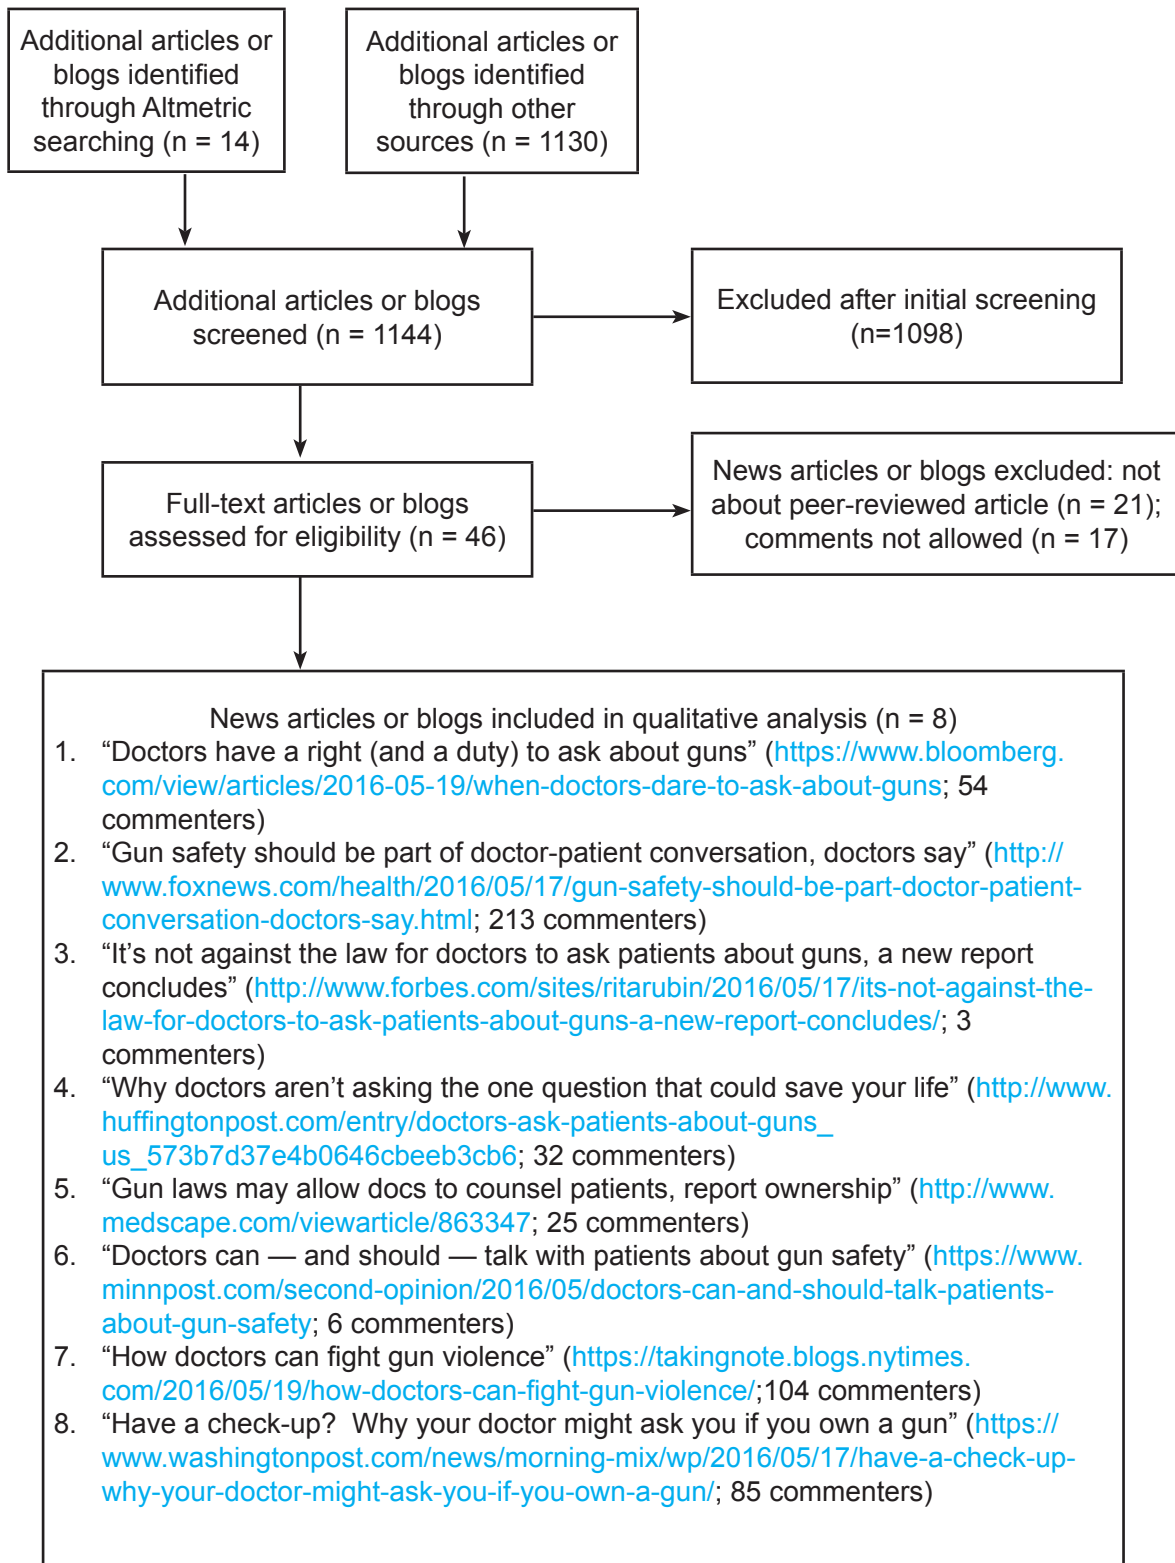 Additional articles or
blogs identified
through Altmetric
searching (n = 14)
Additional articles or
blogs identified
through other
sources (n = 1130)
Additional articles or blogs
screened (n = 1144)
Excluded after initial screening
(n=1098)
Full-text articles or blogs
assessed for eligibility (n = 46)
News articles or blogs excluded: not
about peer-reviewed article (n = 21);
comments not allowed (n = 17)
News articles or blogs included in qualitative analysis (n = 8)
1. “Doctors have a right (and a duty) to ask about guns” (https://www.bloomberg.
com/view/articles/2016-05-19/when-doctors-dare-to-ask-about-guns; 54
commenters)
2. “Gun safety should be part of doctor-patient conversation, doctors say” (http://
www.foxnews.com/health/2016/05/17/gun-safety-should-be-part-doctor-patient-
conversation-doctors-say.html; 213 commenters)
3. “It’s not against the law for doctors to ask patients about guns, a new report
concludes” (http://www.forbes.com/sites/ritarubin/2016/05/17/its-not-against-the-
law-for-doctors-to-ask-patients-about-guns-a-new-report-concludes/; 3
commenters)
4. “Why doctors aren’t asking the one question that could save your life” (http://www.
huffingtonpost.com/entry/doctors-ask-patients-about-guns_
us_573b7d37e4b0646cbeeb3cb6; 32 commenters)
5. “Gun laws may allow docs to counsel patients, report ownership” (http://www.
medscape.com/viewarticle/863347; 25 commenters)
6. “Doctors can — and should — talk with patients about gun safety” (https://www.
minnpost.com/second-opinion/2016/05/doctors-can-and-should-talk-patients-
about-gun-safety; 6 commenters)
7. “How doctors can fight gun violence” (https://takingnote.blogs.nytimes.
com/2016/05/19/how-doctors-can-fight-gun-violence/;104 commenters)
8. “Have a check-up?  Why your doctor might ask you if you own a gun” (https://
www.washingtonpost.com/news/morning-mix/wp/2016/05/17/have-a-check-up-
why-your-doctor-might-ask-you-if-you-own-a-gun/; 85 commenters)